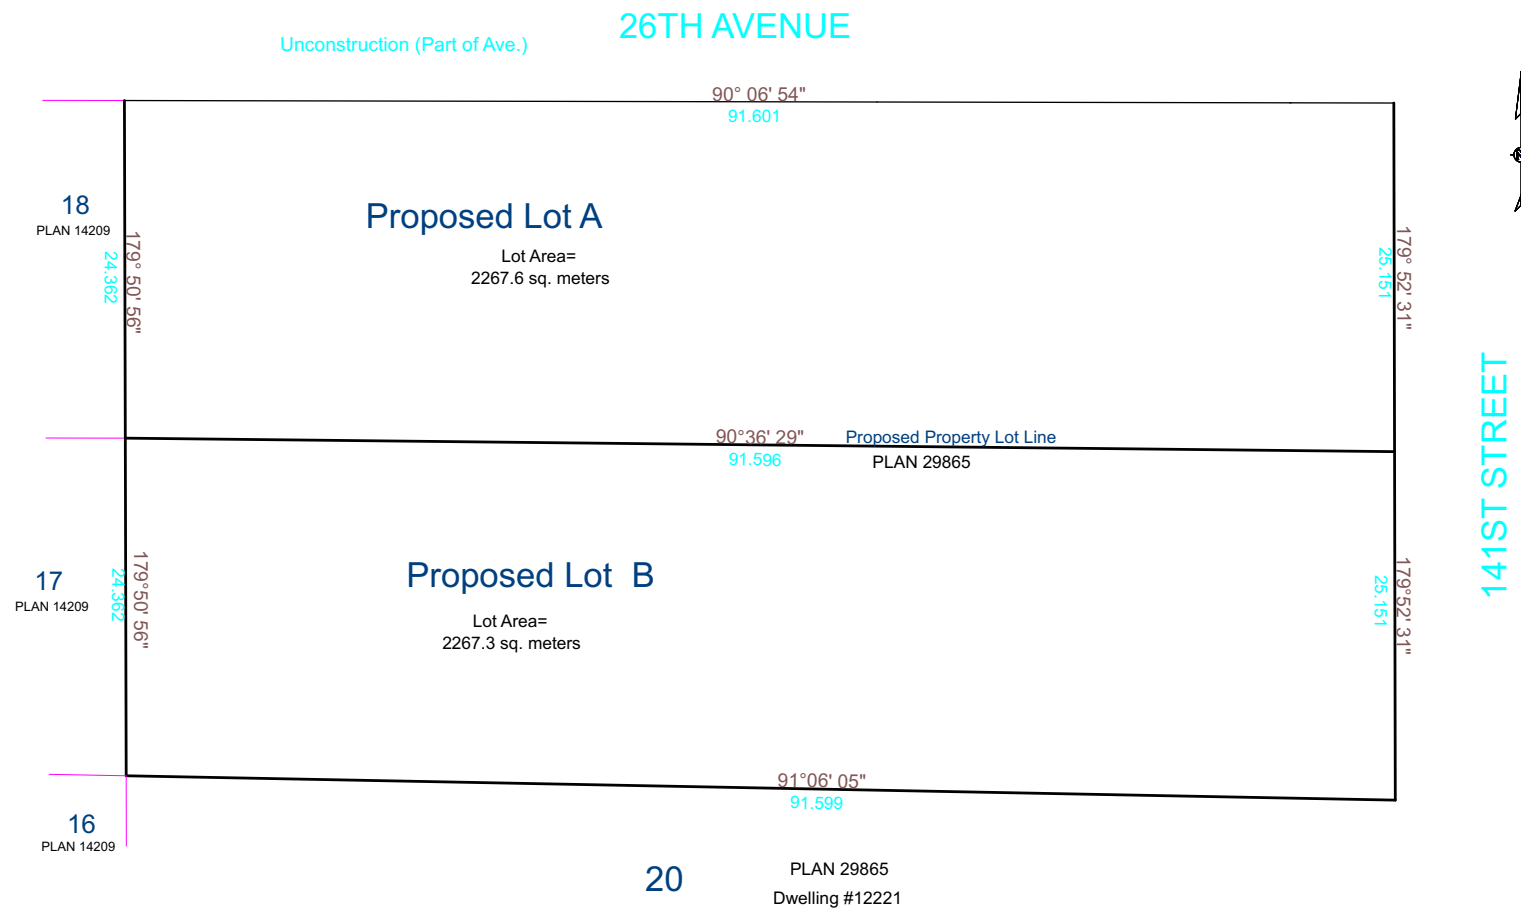 26TH AVENUE
Unconstruction (Part of Ave.)
90° 06' 54"
91.601
18
PLAN 14209
179° 50' 56"
24.362
Proposed Lot A
Lot Area=
2267.6 sq. meters
25.151
179° 52' 31"
141ST STREET
90°36' 29"
91.596
Proposed Property Lot Line
PLAN 29865
17
PLAN 14209
24.362
179°50' 56"
Proposed Lot B
Lot Area=
2267.3 sq. meters
25.151
179°52' 31"
91°06' 05"
91.599
16
PLAN 14209
20
PLAN 29865
Dwelling #12221